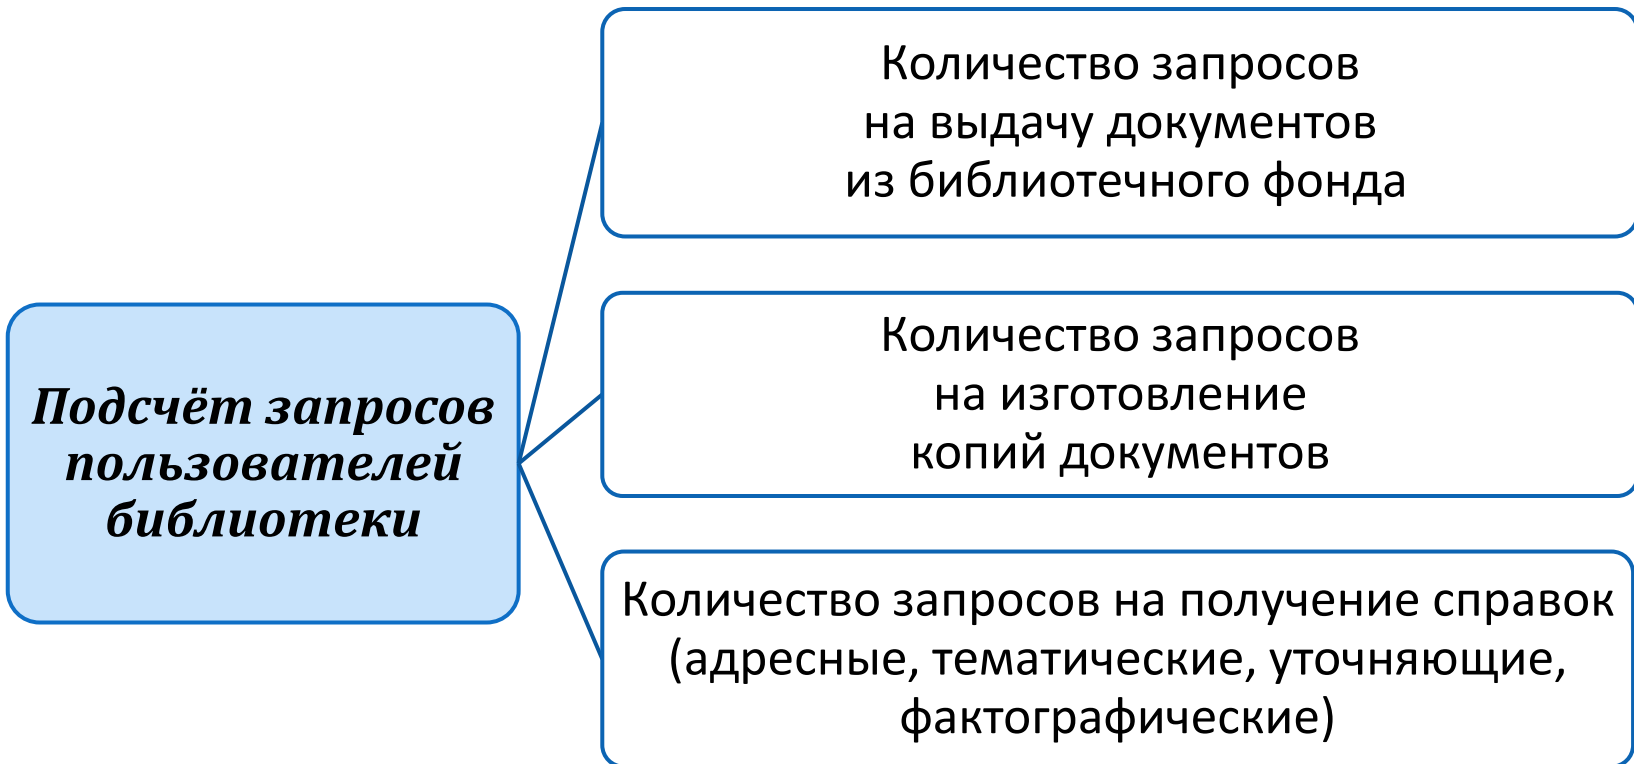 Количество запросов
на выдачу документов
из библиотечного фонда
Подсчёт запросов
пользователей
библиотеки
Количество запросов
на изготовление
копий документов
Количество запросов на получение справок
(адресные, тематические, уточняющие,
фактографические)